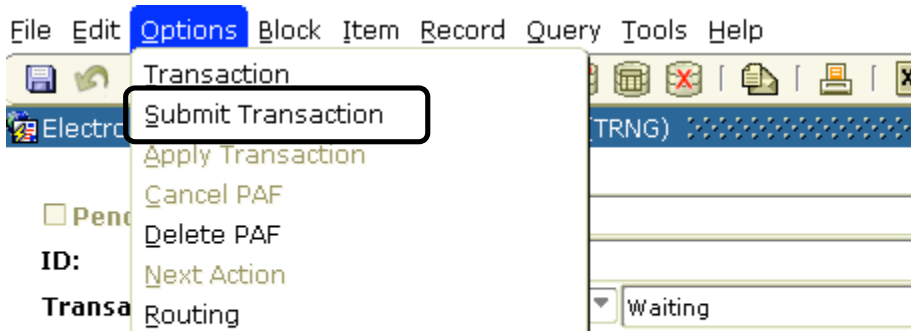 File Edit Options Block Item Record Query Tools Help
Transaction
Submit Transaction
Electro (TRNG)
Apply Transaction
Cancel PAF
Pend
Delete PAF
ID:
Next Action
Transa Waiting
Routing